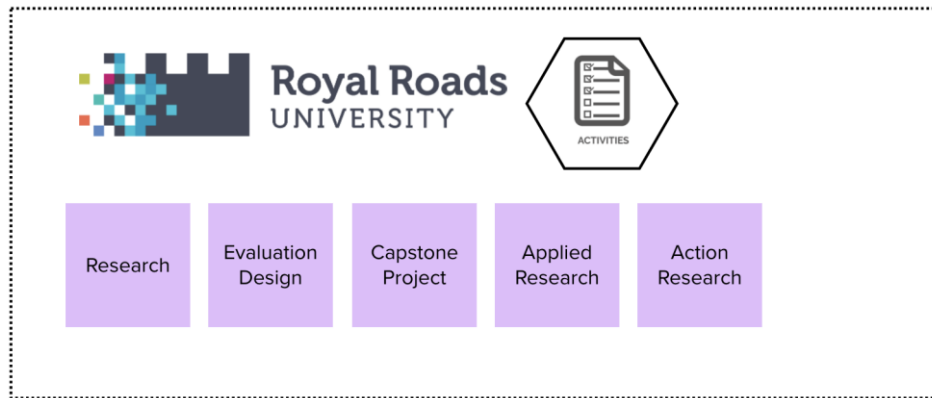 Royal Roads
UNIVERSITY
ACTIVITIES
Research
Evaluation
Design
Capstone
Project
Applied
Research
Action
Research